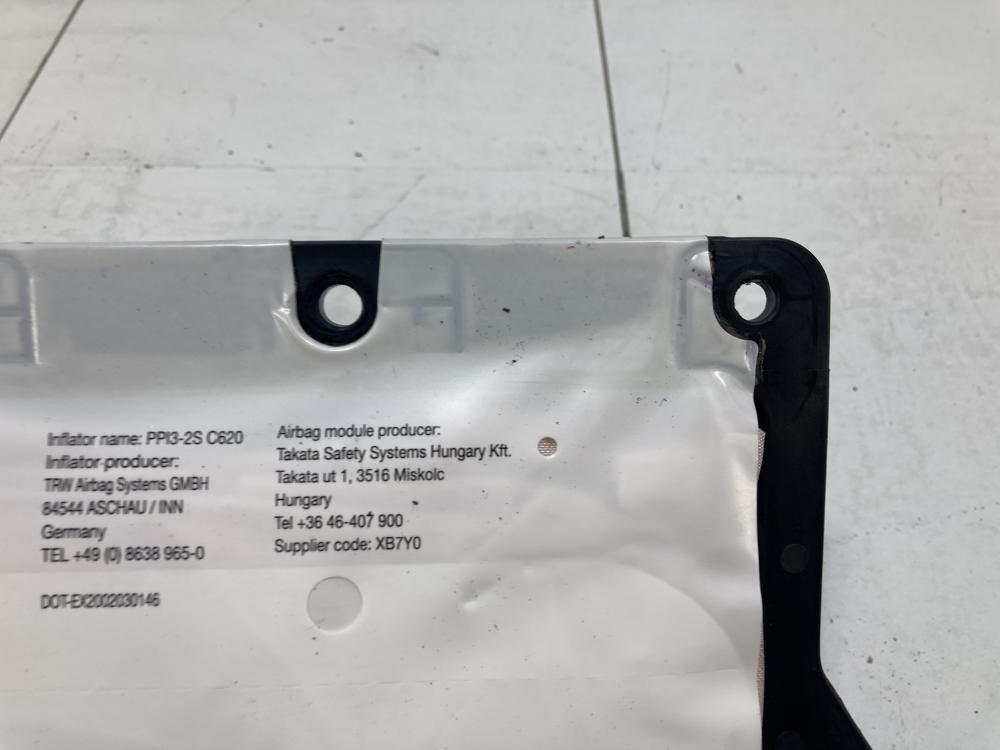 Inflator name: PPI3-2S C620
Inflator producer:
TRW Airbag Systems GMBH
84544 ASCHAU / INN
Germany
TEL +49 (0) 8638 965-0
DOT-EX2002030146
Airbag module producer:
Takata Safety Systems Hungary Kft.
Takata ut 1, 3516 Miskolc
Hungary
Tel +36 46-407 900
Supplier code: XB7Y0